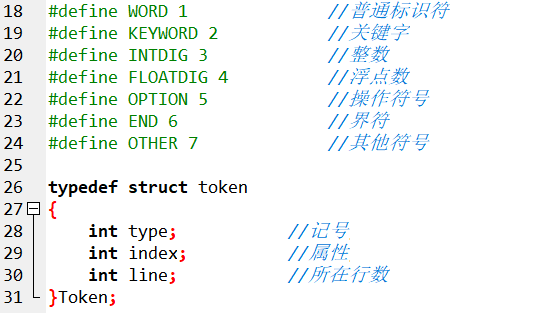 18 #define WORD 1 //普通标识符
19 #define KEYWORD 2 //关键字
20 #define INTDIG 3 //整数
21 #define FLOATDIG 4 //浮点数
22 #define OPTION 5 //操作符号
23 #define END 6 //界符
24 #define OTHER 7 //其他符号
25
26 typedef struct token
27 {
28 int type; //记号
29 int index; //属性
30 int line; //所在行数
31 }Token;